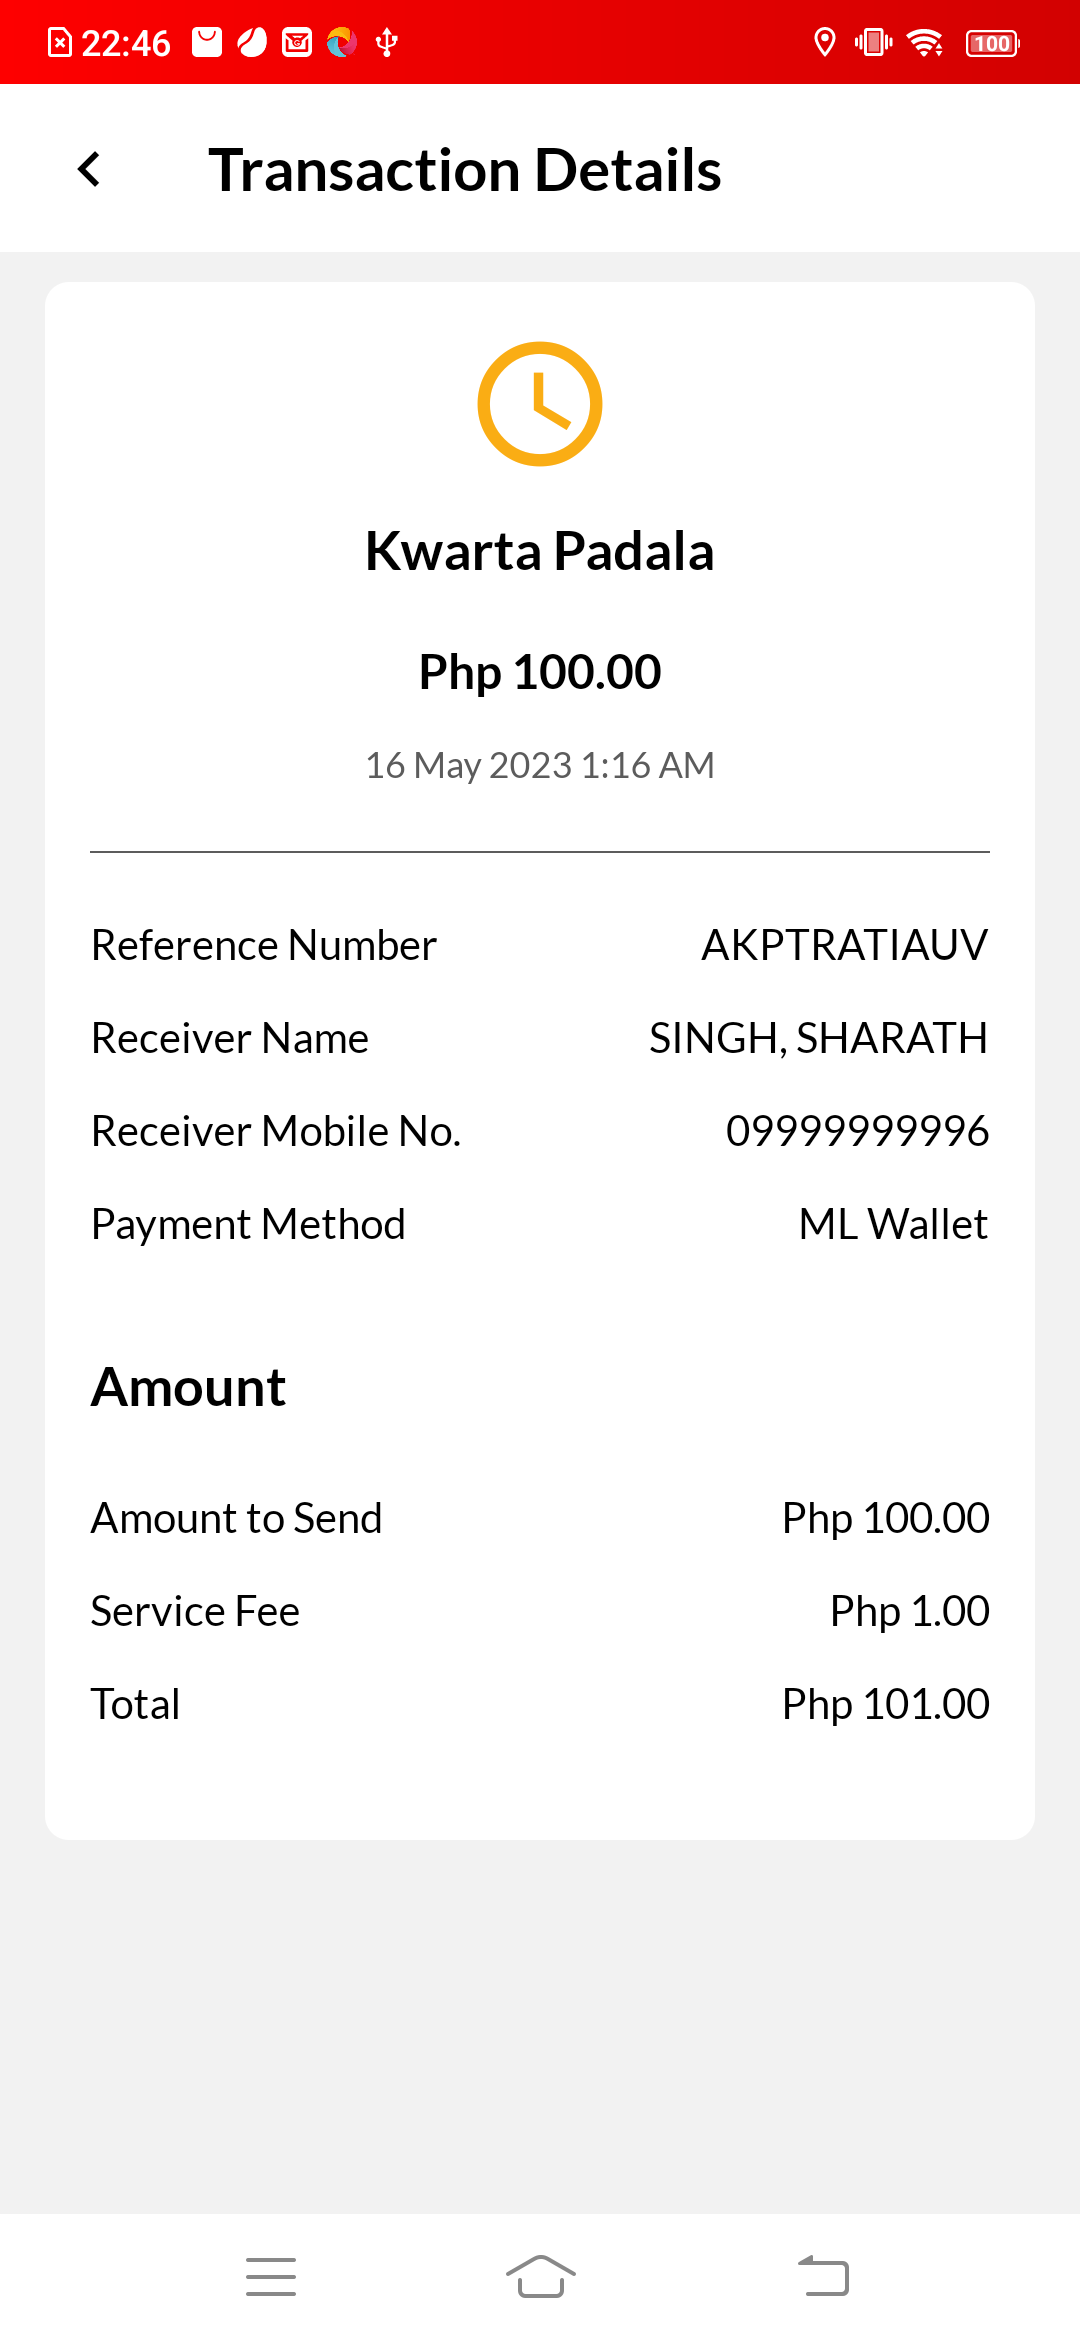 22:46
100
Transaction Details
Kwarta Padala
Php 100.00
16 May 2023 1:16 AM
Reference Number AKPTRATIAUV
Receiver Name SINGH, SHARATH
Receiver Mobile No. 09999999996
Payment Method ML Wallet
Amount
Amount to Send Php 100.00
Service Fee Php 1.00
Total Php 101.00